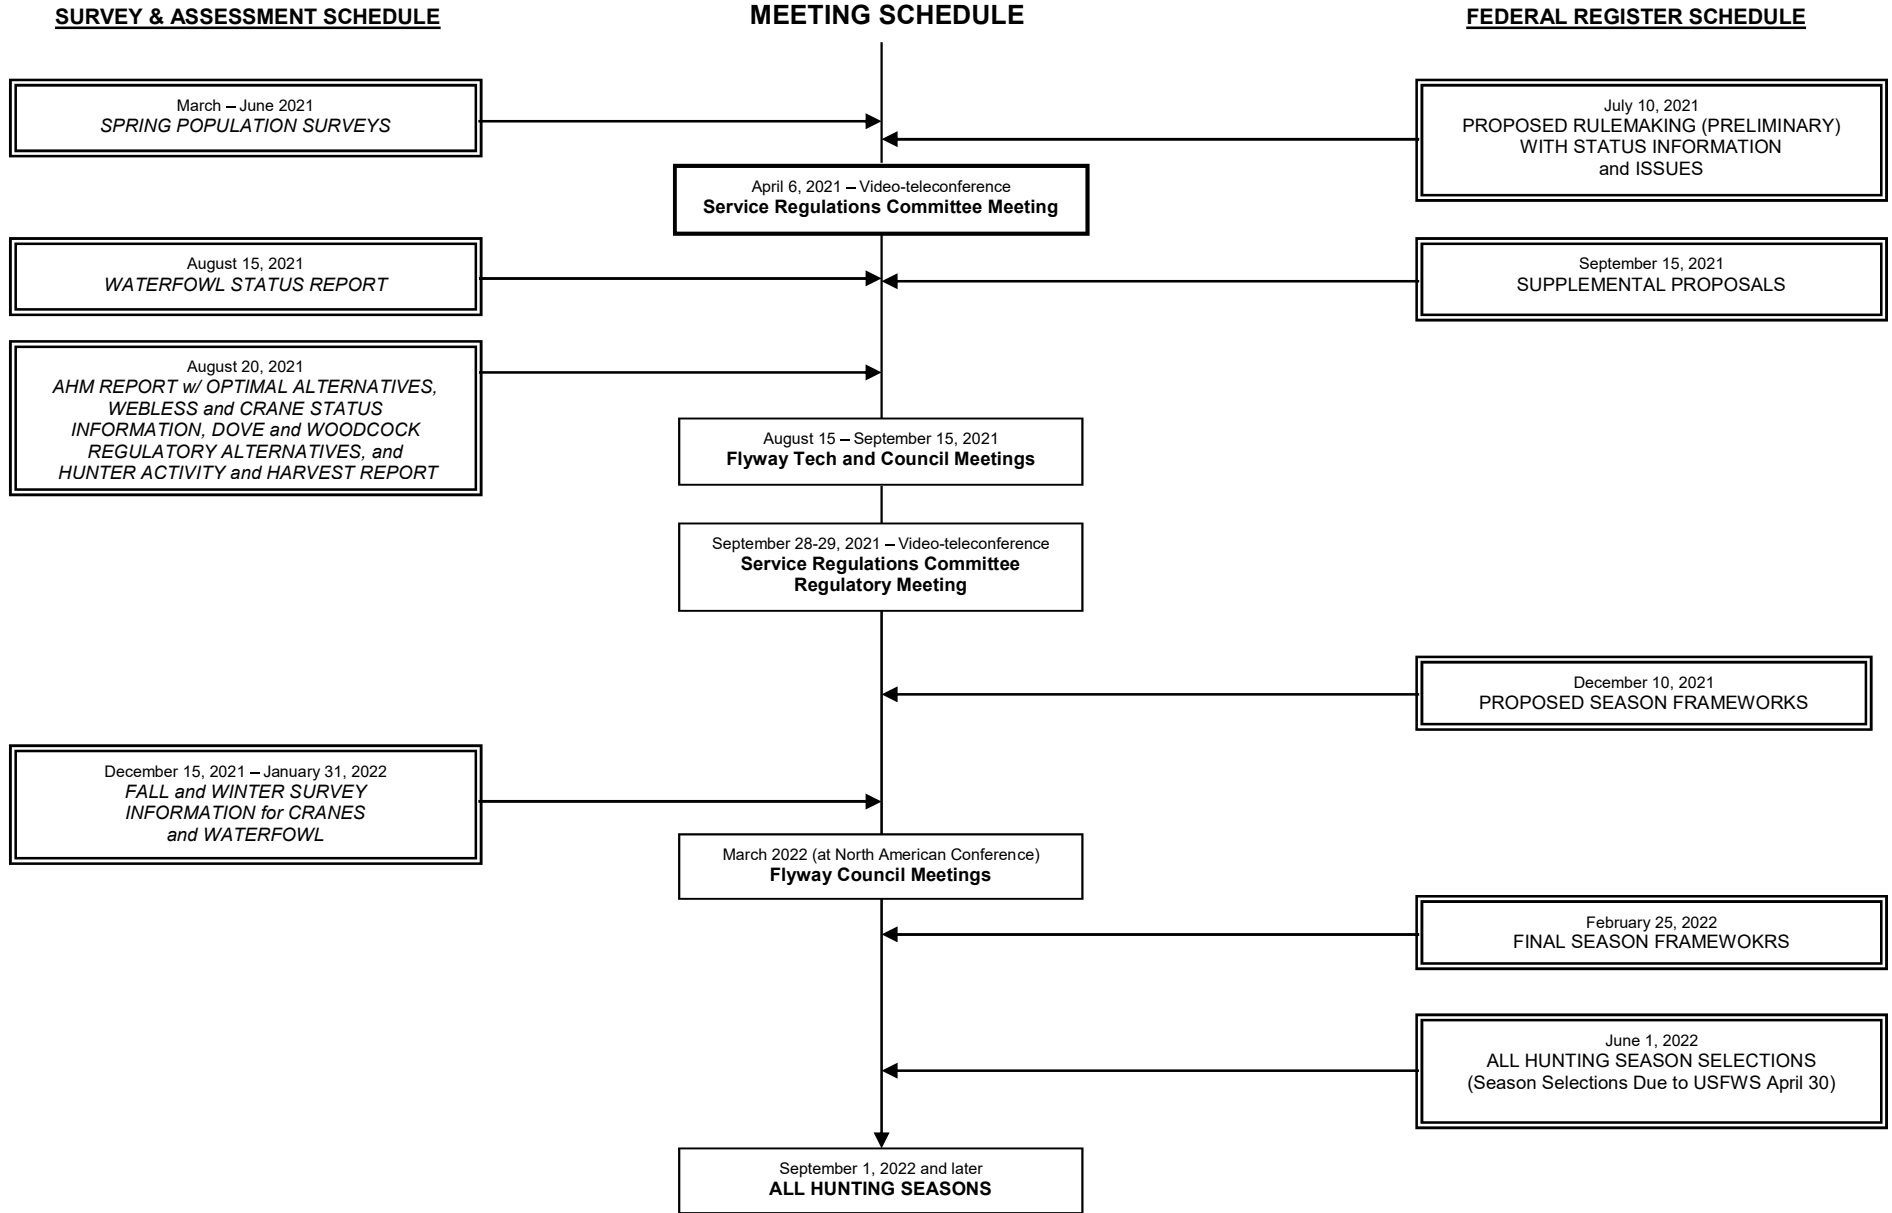 SURVEY & ASSESSMENT SCHEDULE
MEETING SCHEDULE
FEDERAL REGISTER SCHEDULE
March – June 2021
SPRING POPULATION SURVEYS
July 10, 2021
PROPOSED RULEMAKING (PRELIMINARY)
WITH STATUS INFORMATION
and ISSUES
April 6, 2021 – Video-teleconference
Service Regulations Committee Meeting
August 15, 2021
WATERFOWL STATUS REPORT
September 15, 2021
SUPPLEMENTAL PROPOSALS
August 20, 2021
AHM REPORT w/ OPTIMAL ALTERNATIVES,
WEBLESS and CRANE STATUS
INFORMATION, DOVE and WOODCOCK
REGULATORY ALTERNATIVES, and
HUNTER ACTIVITY and HARVEST REPORT
August 15 – September 15, 2021
Flyway Tech and Council Meetings
September 28-29, 2021 – Video-teleconference
Service Regulations Committee
Regulatory Meeting
December 10, 2021
PROPOSED SEASON FRAMEWORKS
December 15, 2021 – January 31, 2022
FALL and WINTER SURVEY
INFORMATION for CRANES
and WATERFOWL
March 2022 (at North American Conference)
Flyway Council Meetings
February 25, 2022
FINAL SEASON FRAMEWOKRS
June 1, 2022
ALL HUNTING SEASON SELECTIONS
(Season Selections Due to USFWS April 30)
September 1, 2022 and later
ALL HUNTING SEASONS